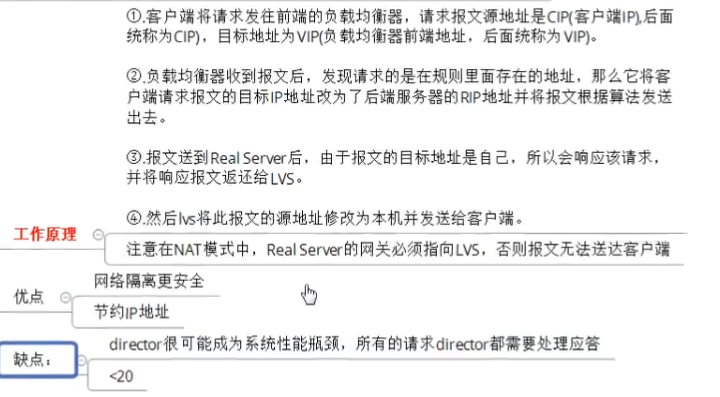 ①.客户端将请求发往前端的负载均衡器，请求报文源地址是CIP(客户端IP),后面
统称为CIP)，目标地址为VIP(负载均衡器前端地址，后面统称为VIP)。
②.负载均衡器收到报文后，发现请求的是在规则里面存在的地址，那么它将客
户端请求报文的目标IP地址改为了后端服务器的RIP地址并将报文根据算法发送
出去。
③.报文送到Real Server后，由于报文的目标地址是自己，所以会响应该请求，
并将响应报文返还给LVS。
④.然后lvs将此报文的源地址修改为本机并发送给客户端。
工作原理
注意在NAT模式中，Real Server的网关必须指向LVS，否则报文无法送达客户端
网络隔离更安全
优点
节约IP地址
director很可能成为系统性能瓶颈，所有的请求director都需要处理应答
缺点：
<20